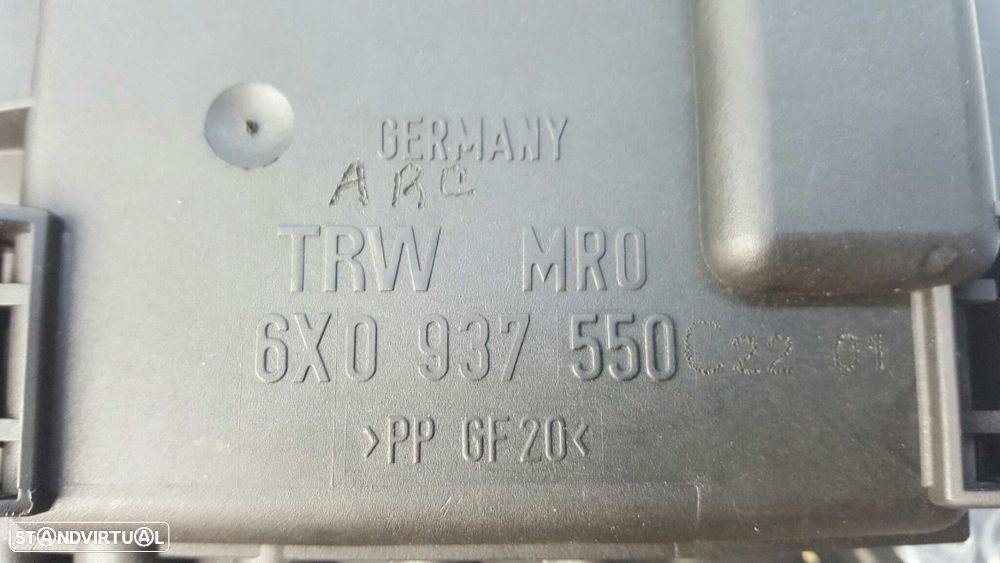 GERMANY
ABC
TRW MRO
6X0 937 550 C 22 01
>PP GF20<
STANDVIRTUAL